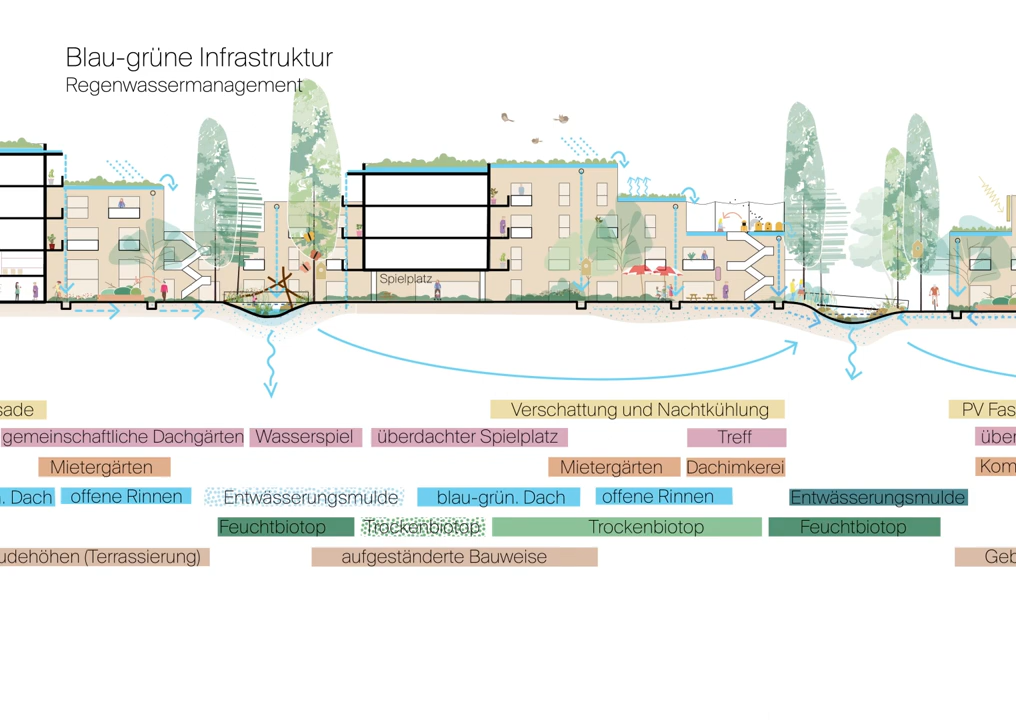 Blau-grüne Infrastruktur
Regenwassermanagement
Spielplatz
sade
Verschattung und Nachtkühlung
PV Fas
gemeinschaftliche Dachgärten
Wasserspiel
überdachter Spielplatz
Treff
über
Mietergärten
Mietergärten
Dachimkerei
Kom
n. Dach
offene Rinnen
Entwässerungsmulde
blau-grün. Dach
offene Rinnen
Entwässerungsmulde
Feuchtbiotop
Trockenbiotop
Trockenbiotop
Feuchtbiotop
udehöhen (Terrassierung)
aufgeständerte Bauweise
Geb